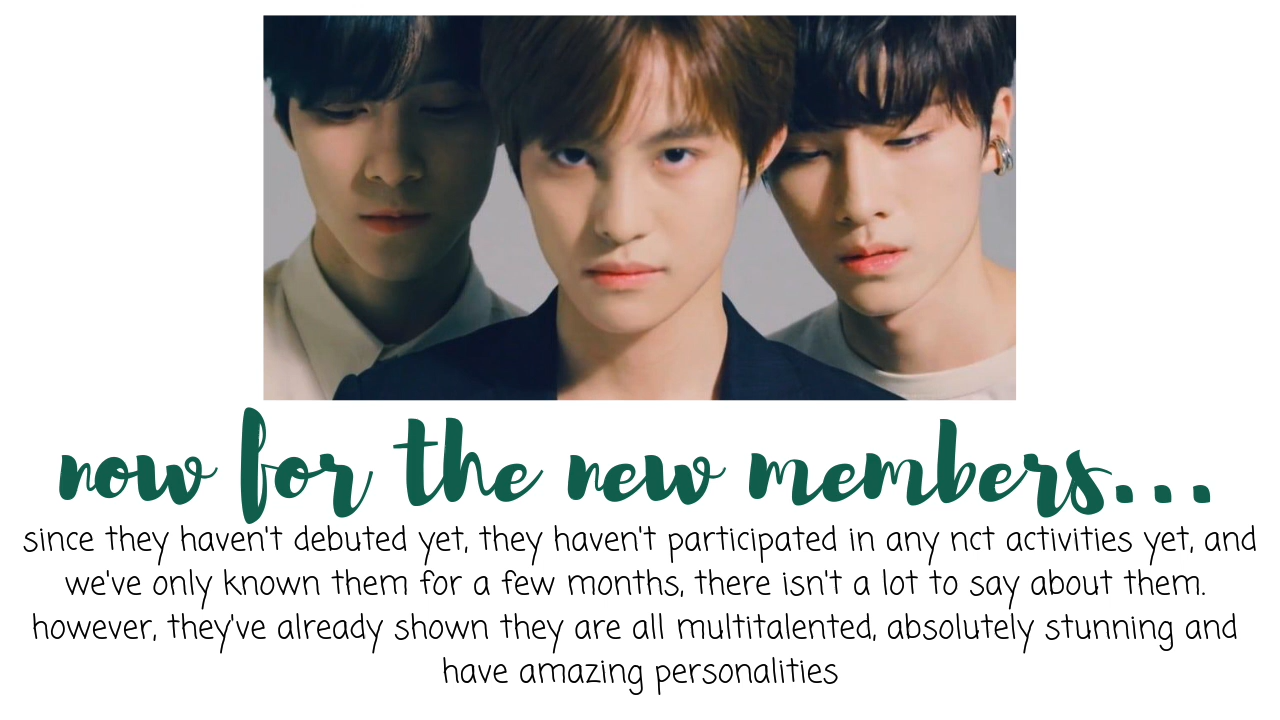 now for the new members...
since they haven't debuted yet, they haven't participated in any nct activities yet, and
we've only known them for a few months, there isn't a lot to say about them.
however, they've already shown they are all multitalented, absolutely stunning and
have amazing personalities